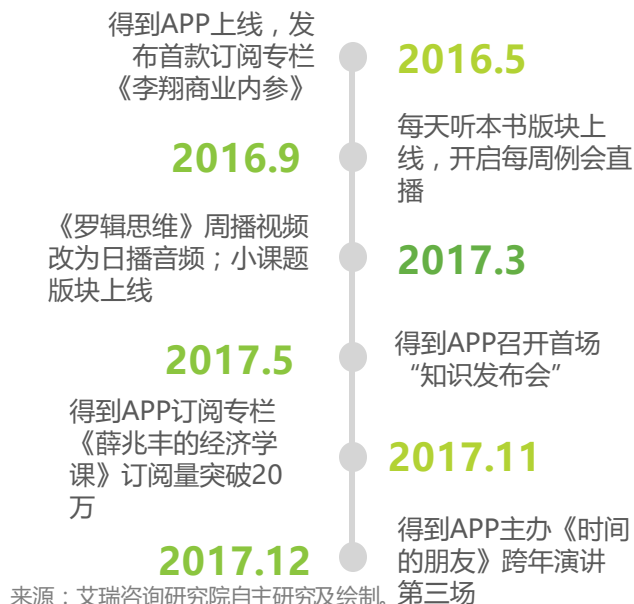 得到APP上线，发
布首款订阅专栏
《李翔商业内参》
2016.5
2016.9
每天听本书版块上
线，开启每周例会直
播
《罗辑思维》周播视频
改为日播音频；小课题
版块上线
2017.3
2017.5
得到APP召开首场
“知识发布会”
得到APP订阅专栏
《薛兆丰的经济学
课》订阅量突破20
万
2017.11
2017.12
得到APP主办《时间
的朋友》跨年演讲
第三场
来源：艾瑞咨询研究院自主研究及绘制。